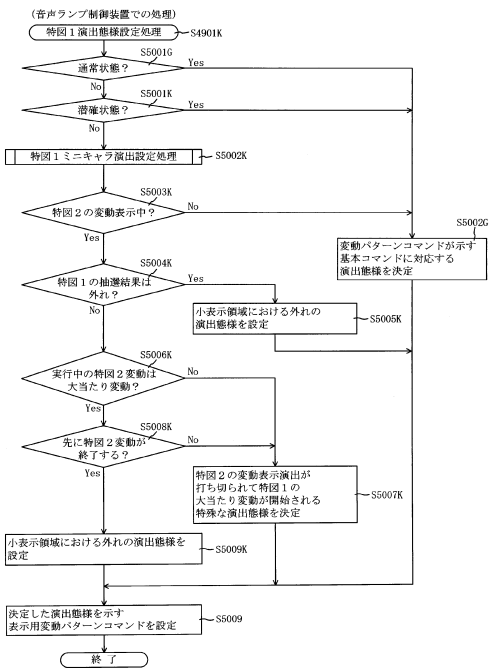 (音声ランプ制御装置での処理)
特図1演出態様設定処理
S4901K
S5001G
通常状態?
Yes
No
S5001K
潜確状態?
Yes
No
特図1ミニキャラ演出設定処理
S5002K
S5003K
特図2の変動表示中?
No
Yes
S5002G
変動パターンコマンドが示す
基本コマンドに対応する
演出態様を決定
S5004K
特図1の抽選結果は
外れ?
Yes
No
小表示領域における外れの
演出態様を設定
S5005K
S5006K
実行中の特図2変動は
大当たり変動?
No
Yes
S5008K
先に特図2変動が
終了する?
No
Yes
特図2の変動表示演出が
打ち切られて特図1の
大当たり変動が開始される
特殊な演出態様を決定
S5007K
小表示領域における外れの演出態様を
設定
S5009K
決定した演出態様を示す
表示用変動パターンコマンドを設定
S5009
終了